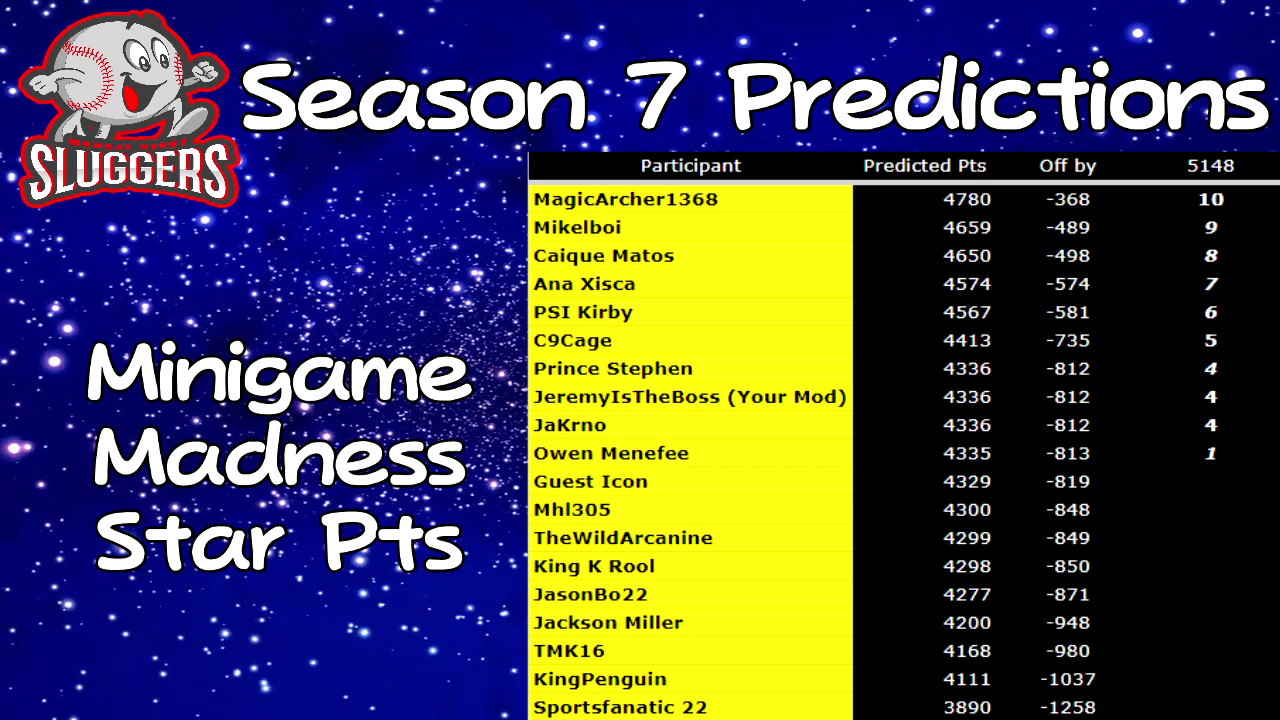 Season 7 Predictions
MONDAY NIGHT
SLUGGERS
Minigame
Madness
Star Pts
Participant Predicted Pts Off by 5148
MagicArcher1368 4780 -368 10
Mikelboi 4659 -489 9
Caique Matos 4650 -498 8
Ana Xisca 4574 -574 7
PSI Kirby 4567 -581 6
C9Cage 4413 -735 5
Prince Stephen 4336 -812 4
JeremyIsTheBoss (Your Mod) 4336 -812 4
JaKrno 4336 -812 4
Owen Menefee 4335 -813 1
Guest Icon 4329 -819
Mhl305 4300 -848
TheWildArcanine 4299 -849
King K Rool 4298 -850
JasonBo22 4277 -871
Jackson Miller 4200 -948
TMK16 4168 -980
KingPenguin 4111 -1037
Sportsfanatic 22 3890 -1258